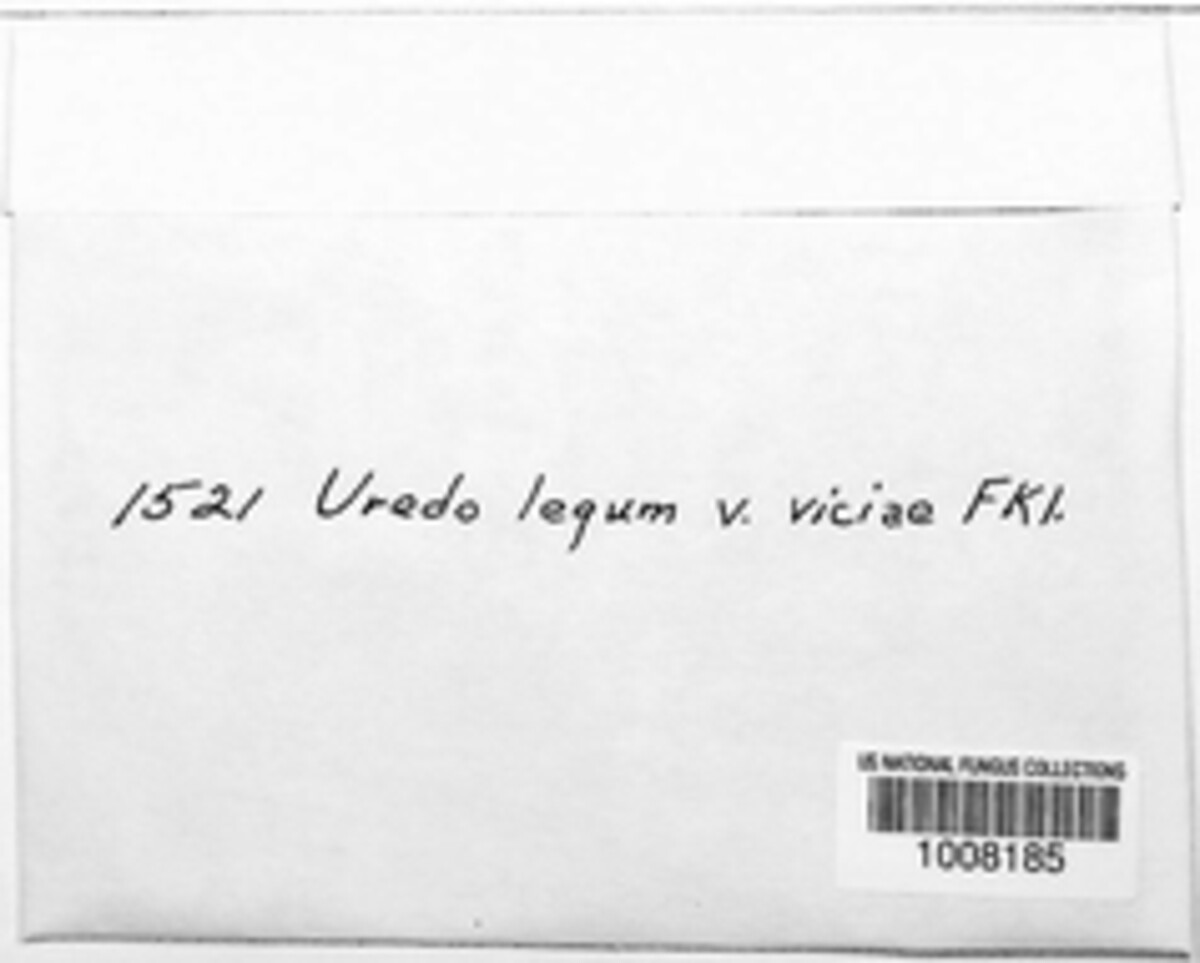 1521 Uredo legum v. viciae FKl.
US NATIONAL FUNGUS COLLECTIONS
1008185